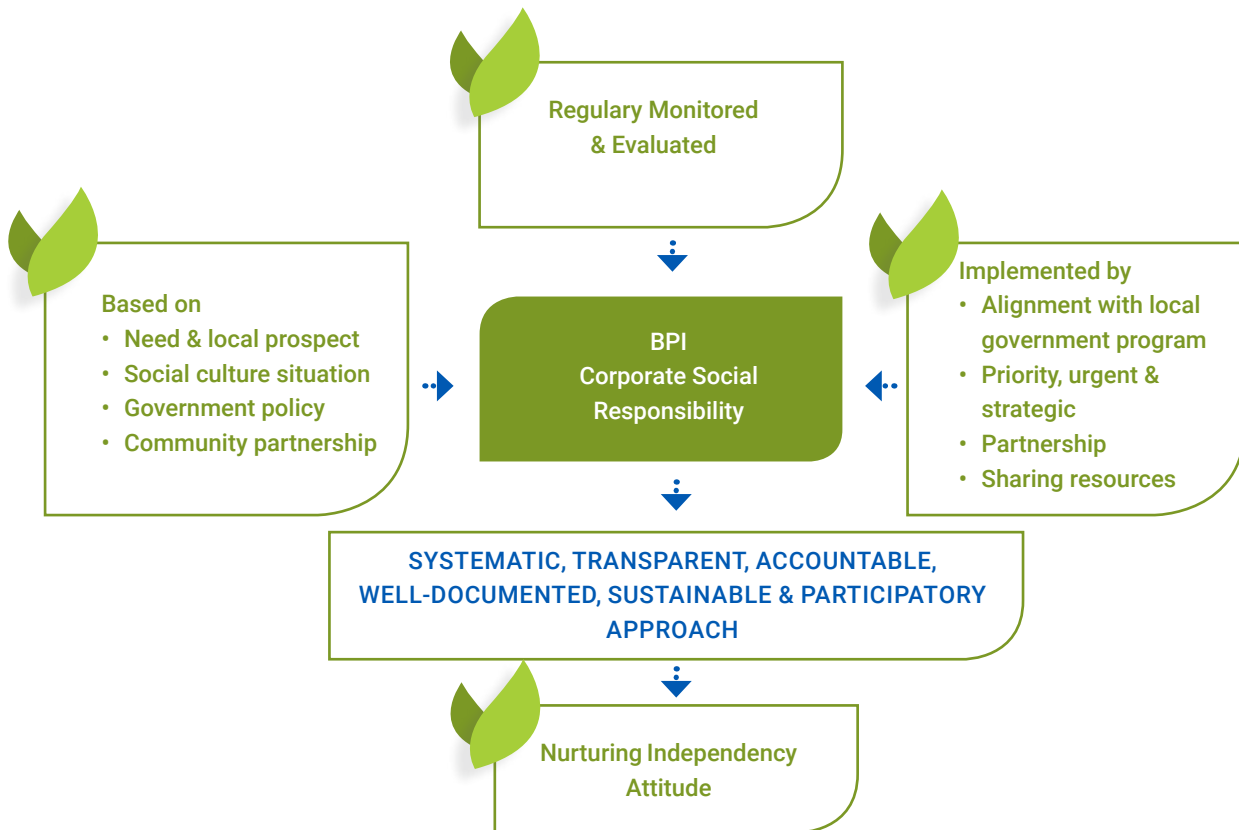 Regulary Monitored
& Evaluated
Based on
• Need & local prospect
• Social culture situation
• Government policy
• Community partnership
BPI
Corporate Social
Responsibility
Implemented by
• Alignment with local
government program
• Priority, urgent &
strategic
• Partnership
• Sharing resources
SYSTEMATIC, TRANSPARENT, ACCOUNTABLE,
WELL-DOCUMENTED, SUSTAINABLE & PARTICIPATORY
APPROACH
Nurturing Independency
Attitude